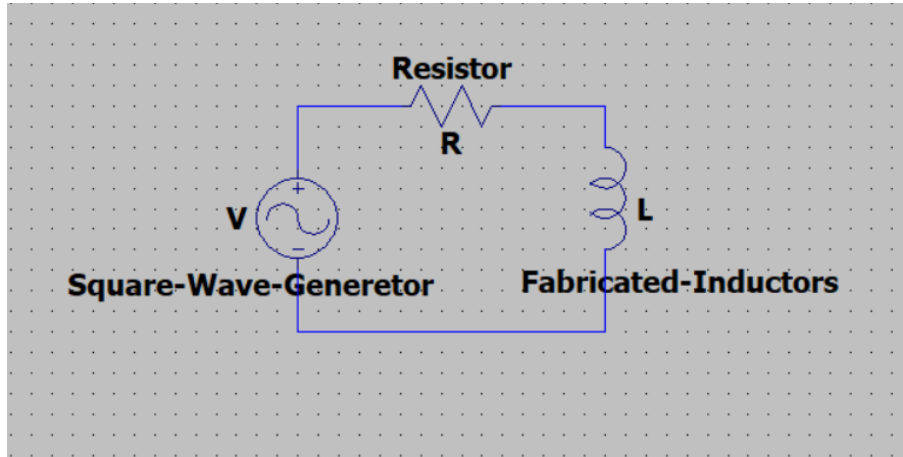 Resistor
R
V
L
Square-Wave-Generetor
Fabricated-Inductors